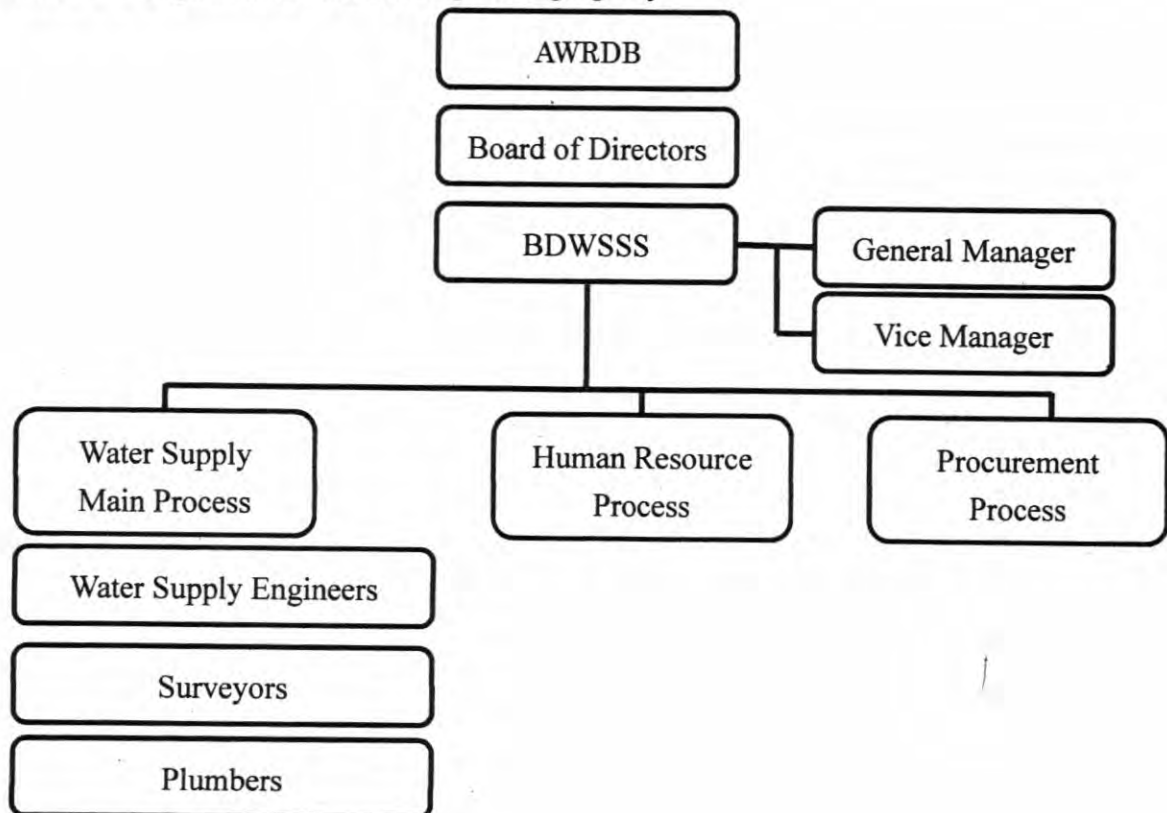 AWRDB
Board of Directors
BDWSSS
General Manager
Vice Manager
Water Supply
Main Process
Human Resource
Process
Procurement
Process
Water Supply Engineers
Surveyors
Plumbers